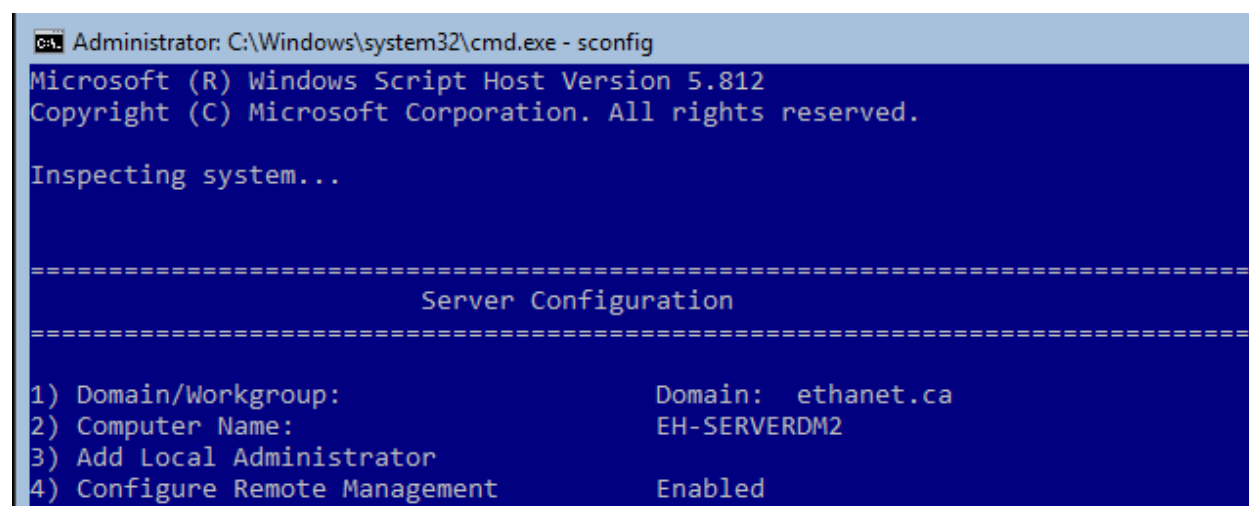 Administrator: C:\Windows\system32\cmd.exe - sconfig
Microsoft (R) Windows Script Host Version 5.812
Copyright (C) Microsoft Corporation. All rights reserved.
Inspecting system...
===============================================================================
Server Configuration
===============================================================================
1) Domain/Workgroup: Domain: ethanet.ca
2) Computer Name: EH-SERVERDM2
3) Add Local Administrator
4) Configure Remote Management Enabled